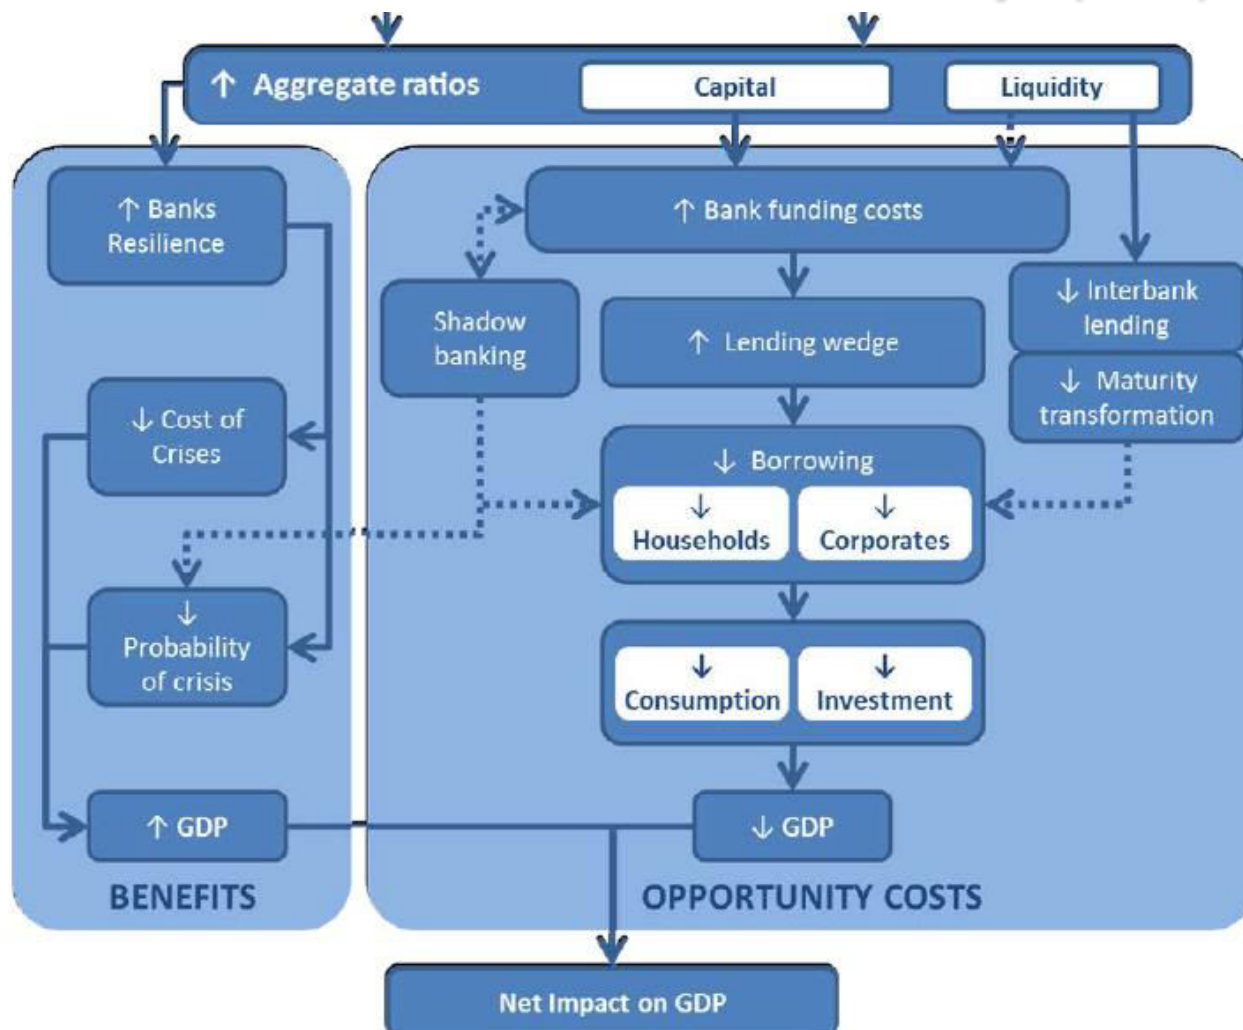 ↑ Aggregate ratios
Capital
Liquidity
↑ Banks
Resilience
↑ Bank funding costs
Shadow
banking
↑ Lending wedge
↓ Interbank
lending
↓ Maturity
transformation
↓ Cost of
Crises
↓ Borrowing
↓
Households
↓
Corporates
↓
Probability
of crisis
↓
Consumption
↓
Investment
↑ GDP
↓ GDP
BENEFITS
OPPORTUNITY COSTS
Net Impact on GDP